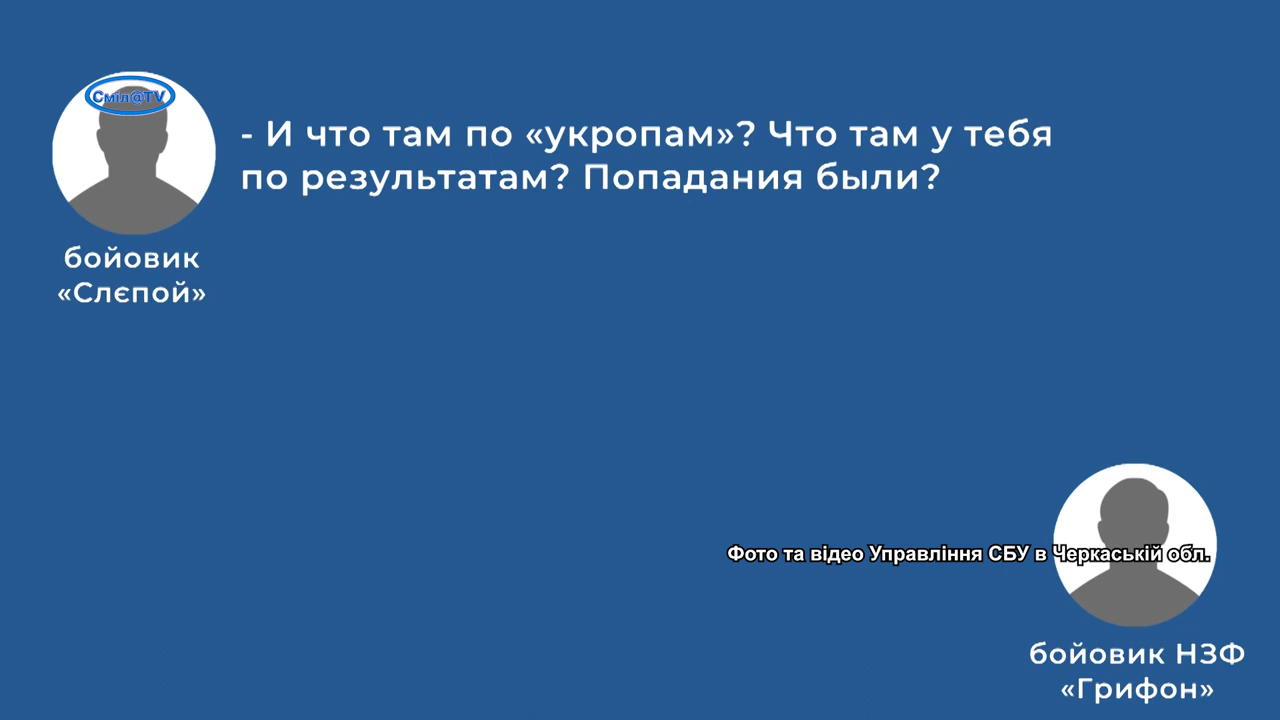 Сміл@TV
- И что там по «укропам»? Что там у тебя
по результатам? Попадания были?
бойовик
«Слєпой»
Фото та відео Управління СБУ в Черкаській обл.
бойовик НЗФ
«Грифон»